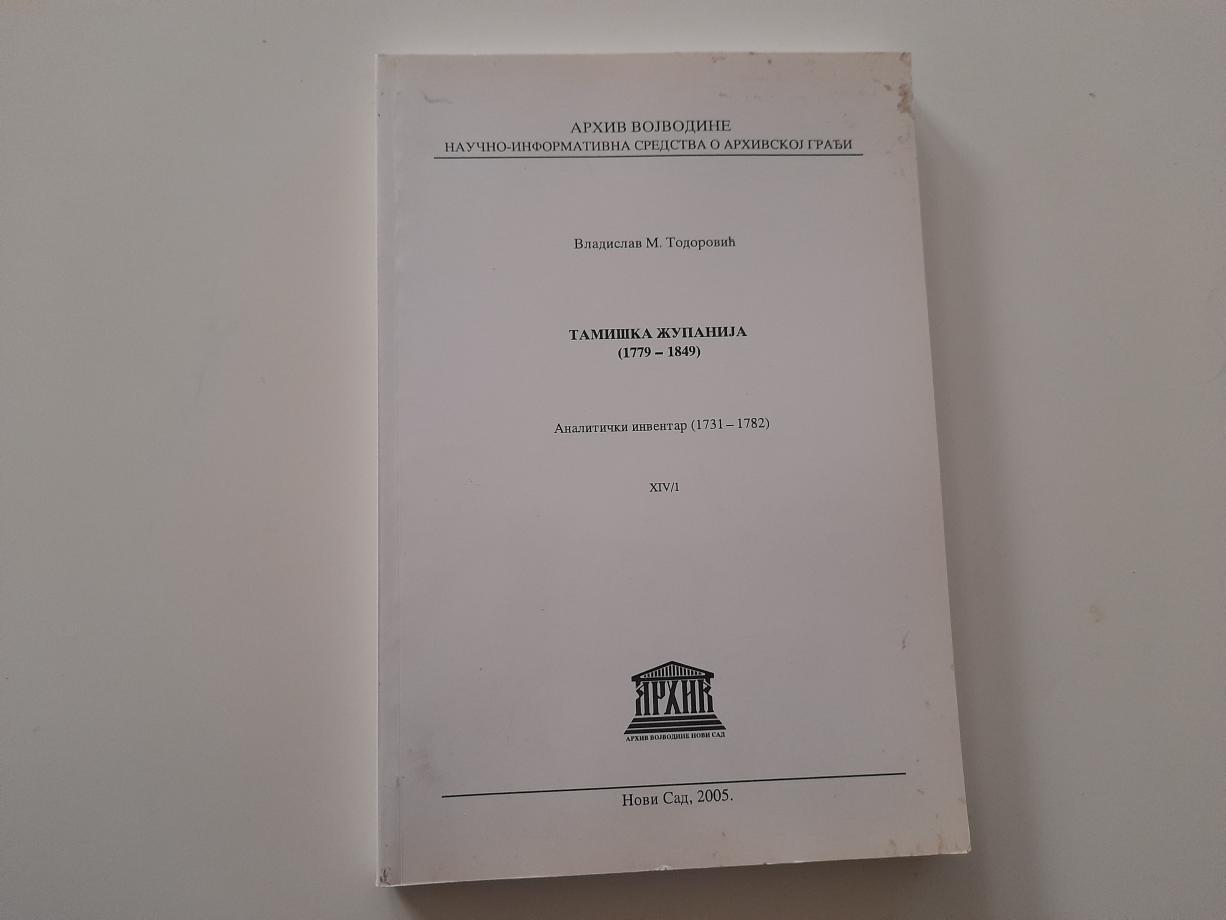 АРХИВ ВОЈВОДИНЕ
НАУЧНО-ИНФОРМАТИВНА СРЕДСТВА О АРХИВСКОЈ ГРАЂИ
Владислав М. Тодоровић
ТАМИШКА ЖУПАНИЈА
(1779 – 1849)
Аналитички инвентар (1731 – 1782)
XIV/1
АРХИВ
АРХИВ ВОЈВОДИНЕ НОВИ САД
Нови Сад, 2005.